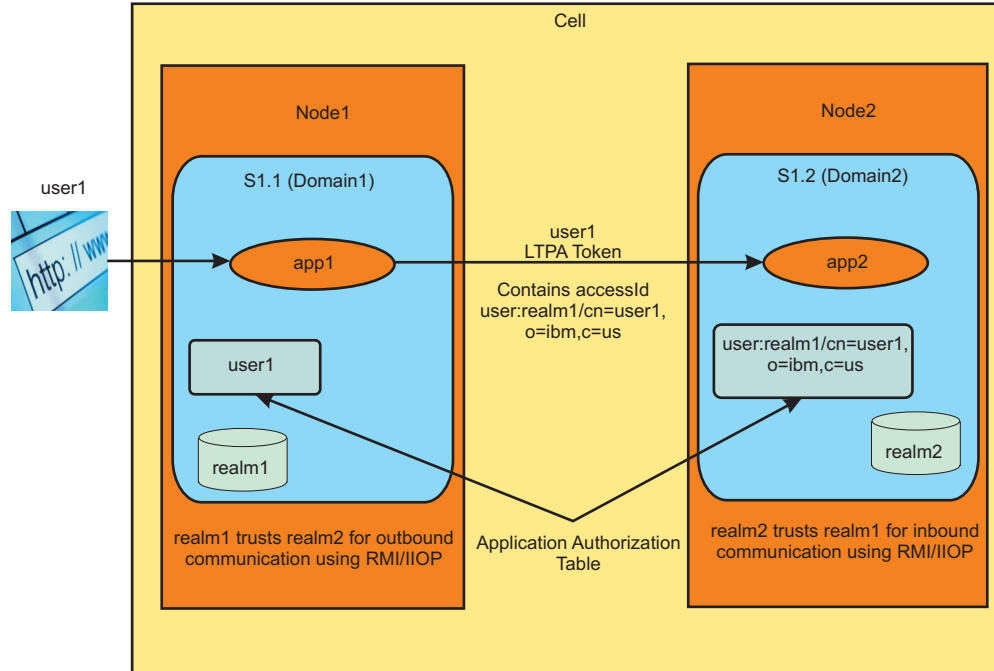 Cell
Node1
Node2
user1
S1.1 (Domain1)
S1.2 (Domain2)
http: // www
app1
user1
LTPA Token
app2
Contains accessId
user:realm1/cn=user1,
o=ibm,c=us
user1
user:realm1/cn=user1,
o=ibm,c=us
realm1
realm2
realm1 trusts realm2 for outbound
communication using RMI/IIOP
Application Authorization
Table
realm2 trusts realm1 for inbound
communication using RMI/IIOP